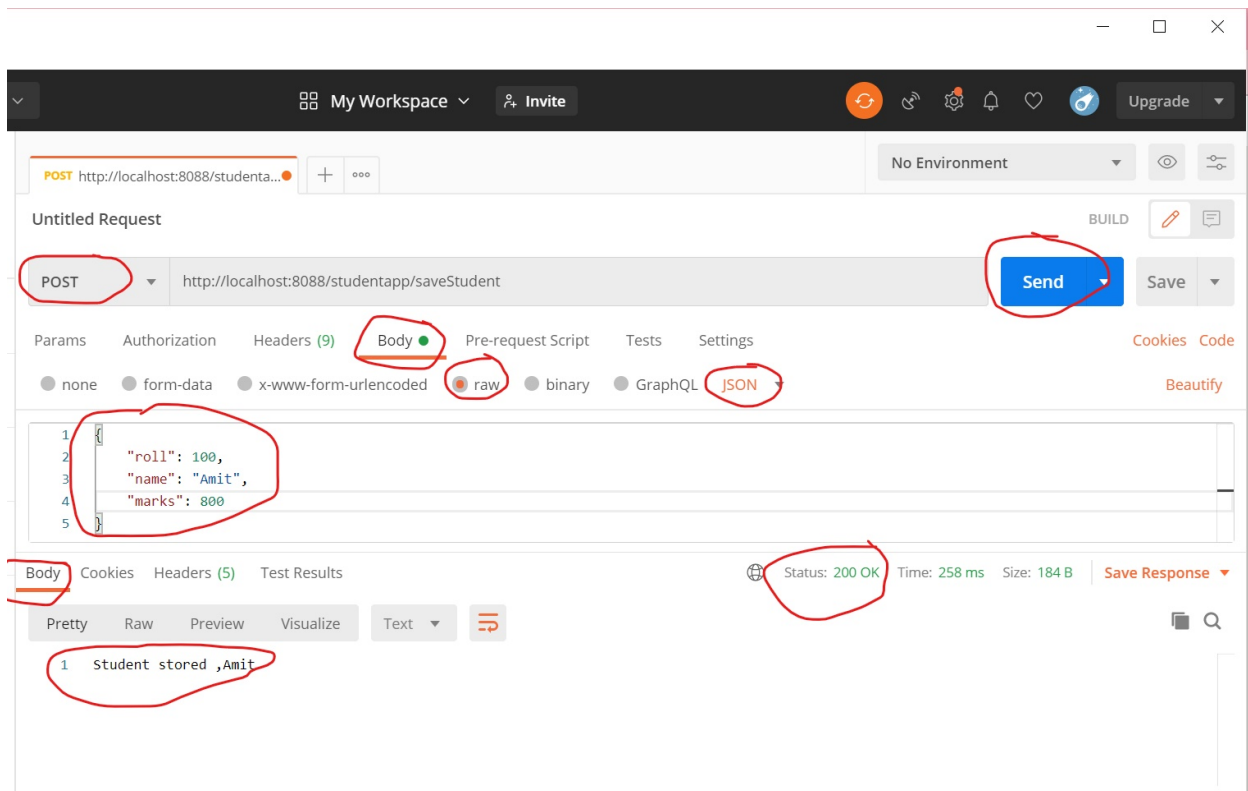 My Workspace Invite Upgrade
POST http://localhost:8088/studenta... No Environment
Untitled Request BUILD
POST http://localhost:8088/studentapp/saveStudent Send Save
Params Authorization Headers (9) Body Pre-request Script Tests Settings Cookies Code
none form-data x-www-form-urlencoded raw binary GraphQL JSON Beautify
1 {
2 "roll": 100,
3 "name": "Amit",
4 "marks": 800
5 }
Body Cookies Headers (5) Test Results Status: 200 OK Time: 258 ms Size: 184 B Save Response
Pretty Raw Preview Visualize Text
1 Student stored ,Amit